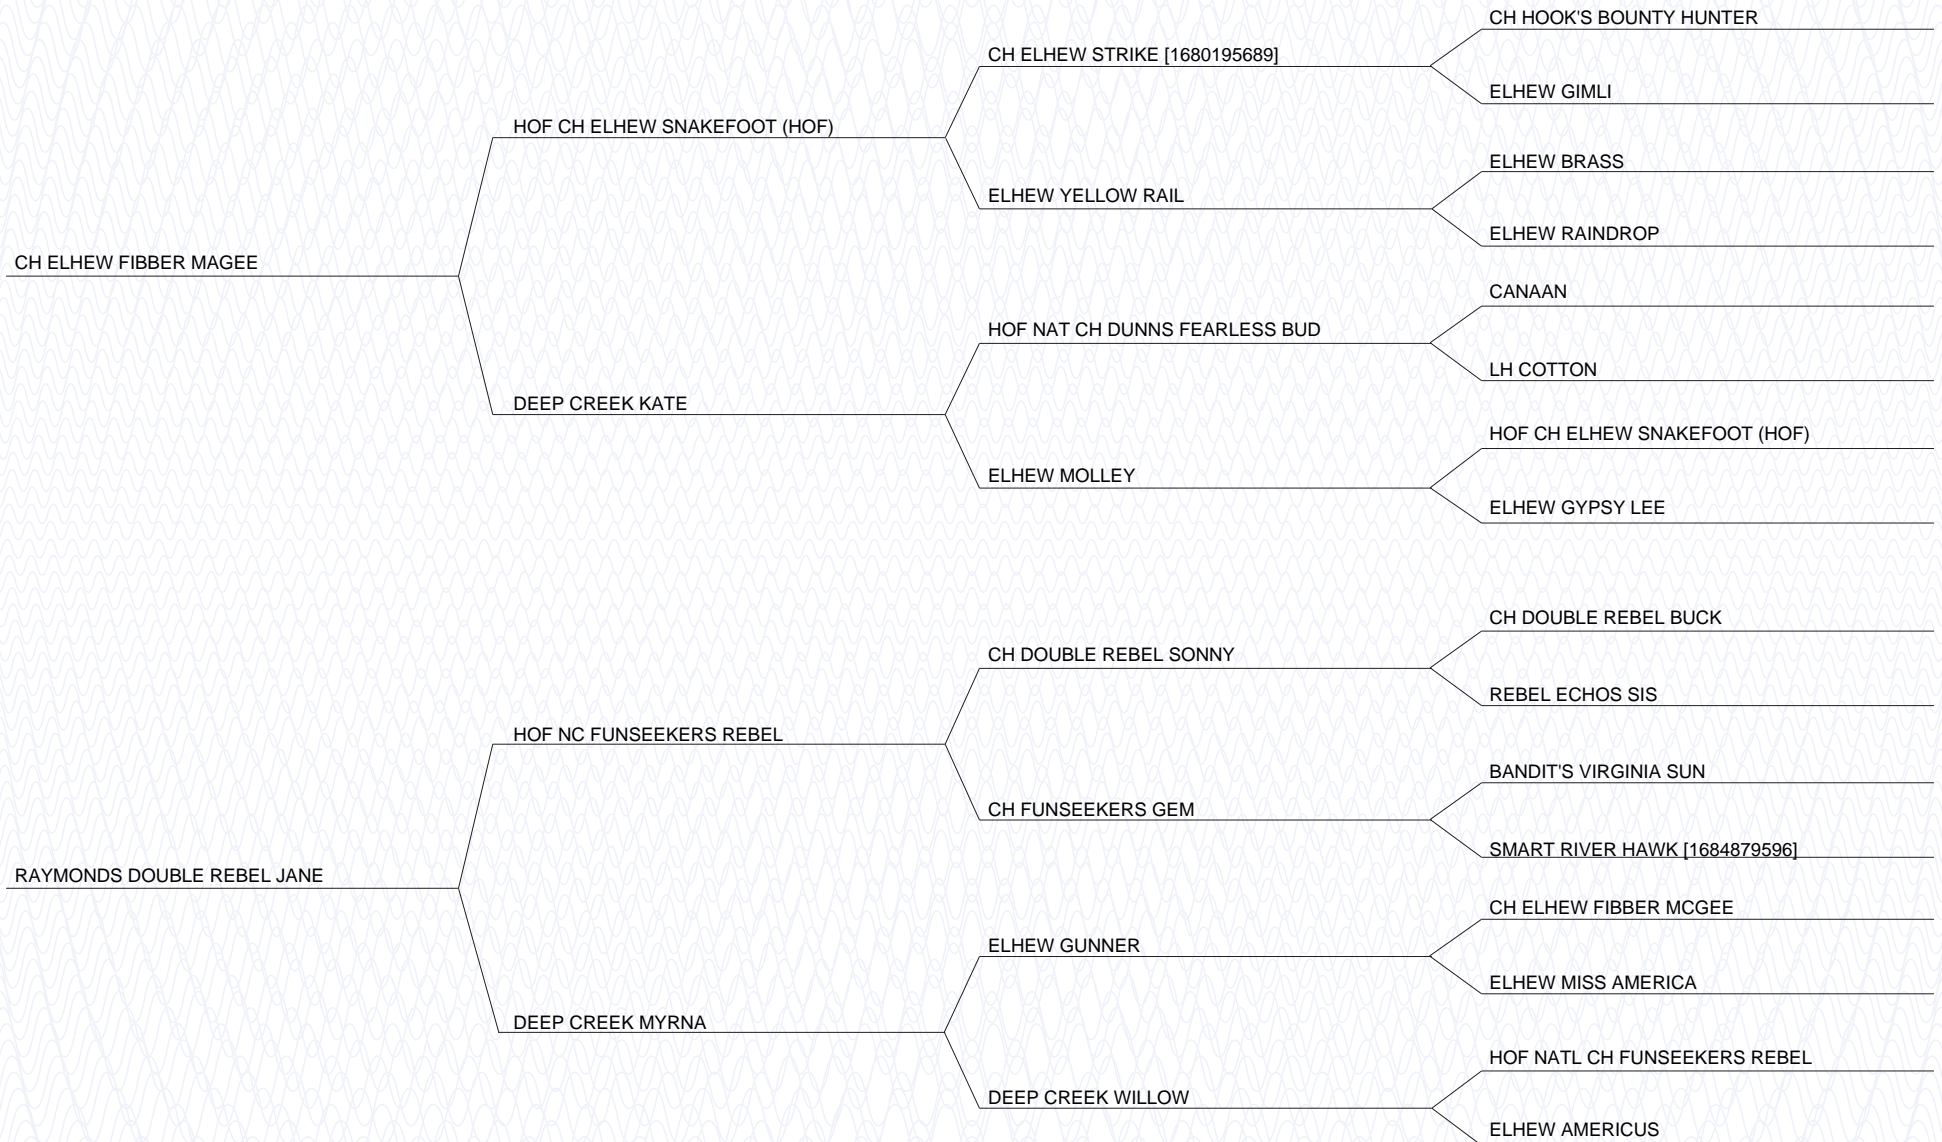 CH HOOK'S BOUNTY HUNTER
CH ELHEW STRIKE [1680195689]
ELHEW GIMLI
HOF CH ELHEW SNAKEFOOT (HOF)
ELHEW BRASS
ELHEW YELLOW RAIL
ELHEW RAINDROP
CH ELHEW FIBBER MAGEE
CANAAN
HOF NAT CH DUNNS FEARLESS BUD
LH COTTON
DEEP CREEK KATE
HOF CH ELHEW SNAKEFOOT (HOF)
ELHEW MOLLEY
ELHEW GYPSY LEE
CH DOUBLE REBEL BUCK
CH DOUBLE REBEL SONNY
REBEL ECHOS SIS
HOF NC FUNSEEKERS REBEL
BANDIT'S VIRGINIA SUN
CH FUNSEEKERS GEM
SMART RIVER HAWK [1684879596]
RAYMONDS DOUBLE REBEL JANE
CH ELHEW FIBBER MCGEE
ELHEW GUNNER
ELHEW MISS AMERICA
DEEP CREEK MYRNA
HOF NATL CH FUNSEEKERS REBEL
DEEP CREEK WILLOW
ELHEW AMERICUS